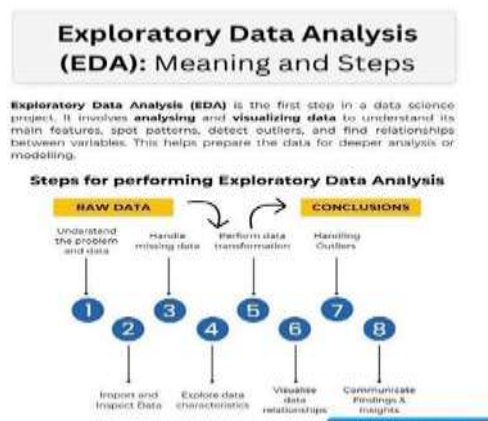 Exploratory Data Analysis
(EDA): Meaning and Steps
Exploratory Data Analysis (EDA) is the first step in a data science
project. It involves analysing and visualizing data to understand its
main features, spot patterns, detect outliers, and find relationships
between variables. This helps prepare the data for deeper analysis or
modelling.
Steps for performing Exploratory Data Analysis
RAW DATA
CONCLUSIONS
Understand
the problem
and data
Handle
missing data
Perform data
transformation
Handling
Outliers
1
3
5
7
2
4
6
8
Import and
Inspect Data
Explore data
characteristics
Visualise
data
relationships
Communicate
Findings &
Insights